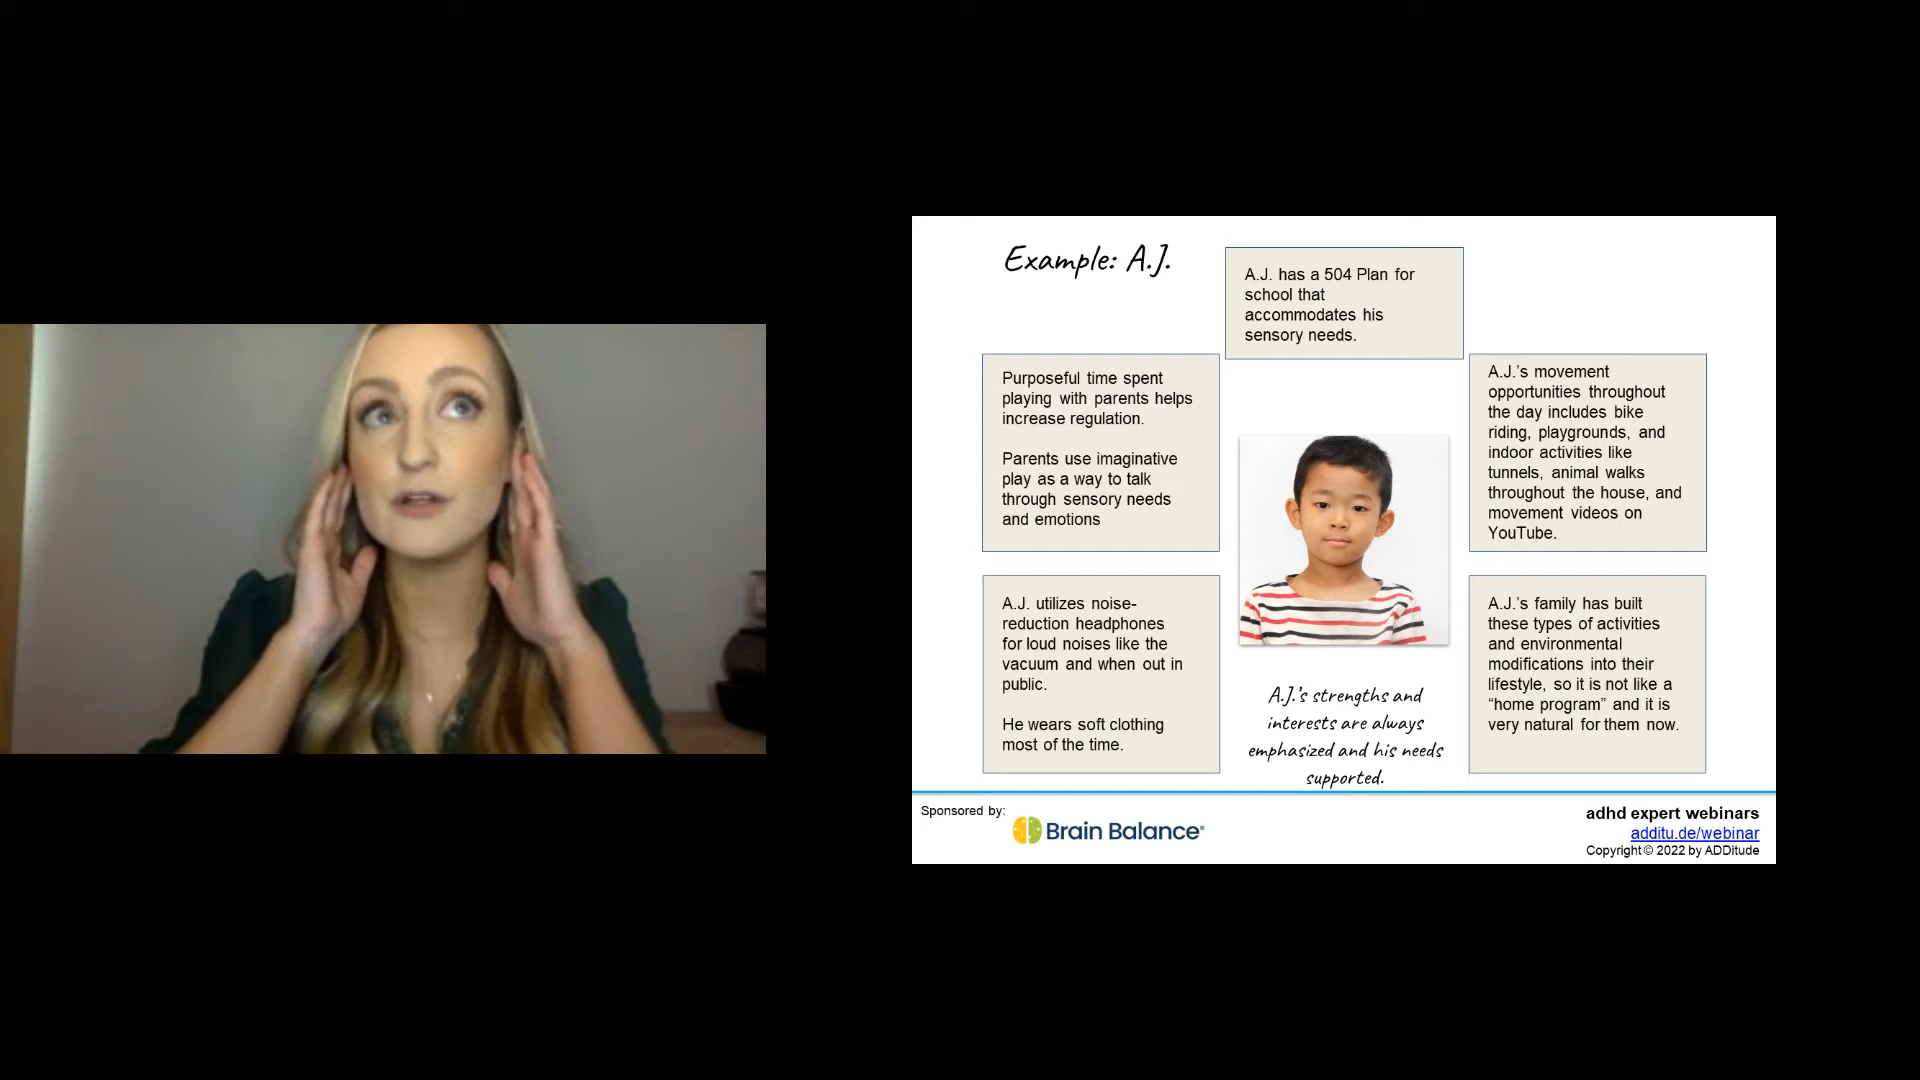 Example: A.J.
A.J. has a 504 Plan for
school that
accommodates his
sensory needs.
Purposeful time spent
playing with parents helps
increase regulation.
Parents use imaginative
play as a way to talk
through sensory needs
and emotions
A.J.'s movement
opportunities throughout
the day includes bike
riding, playgrounds, and
indoor activities like
tunnels, animal walks
throughout the house, and
movement videos on
YouTube.
A.J. utilizes noise-
reduction headphones
for loud noises like the
vacuum and when out in
public.
He wears soft clothing
most of the time.
A.J.'s strengths and
interests are always
emphasized and his needs
supported.
A.J.'s family has built
these types of activities
and environmental
modifications into their
lifestyle, so it is not like a
“home program” and it is
very natural for them now.
Sponsored by:
Brain Balance®
adhd expert webinars
additu.de/webinar
Copyright © 2022 by ADDitude